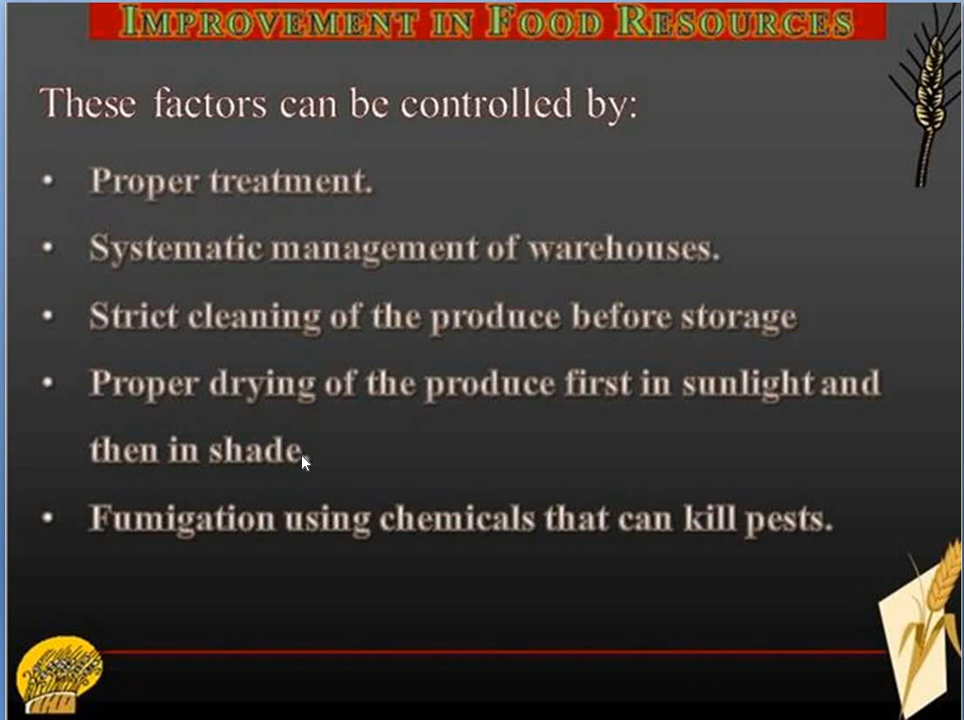 IMPROVEMENT IN FOOD RESOURCES
These factors can be controlled by:
• Proper treatment.
• Systematic management of warehouses.
• Strict cleaning of the produce before storage
• Proper drying of the produce first in sunlight and
then in shade.
• Fumigation using chemicals that can kill pests.